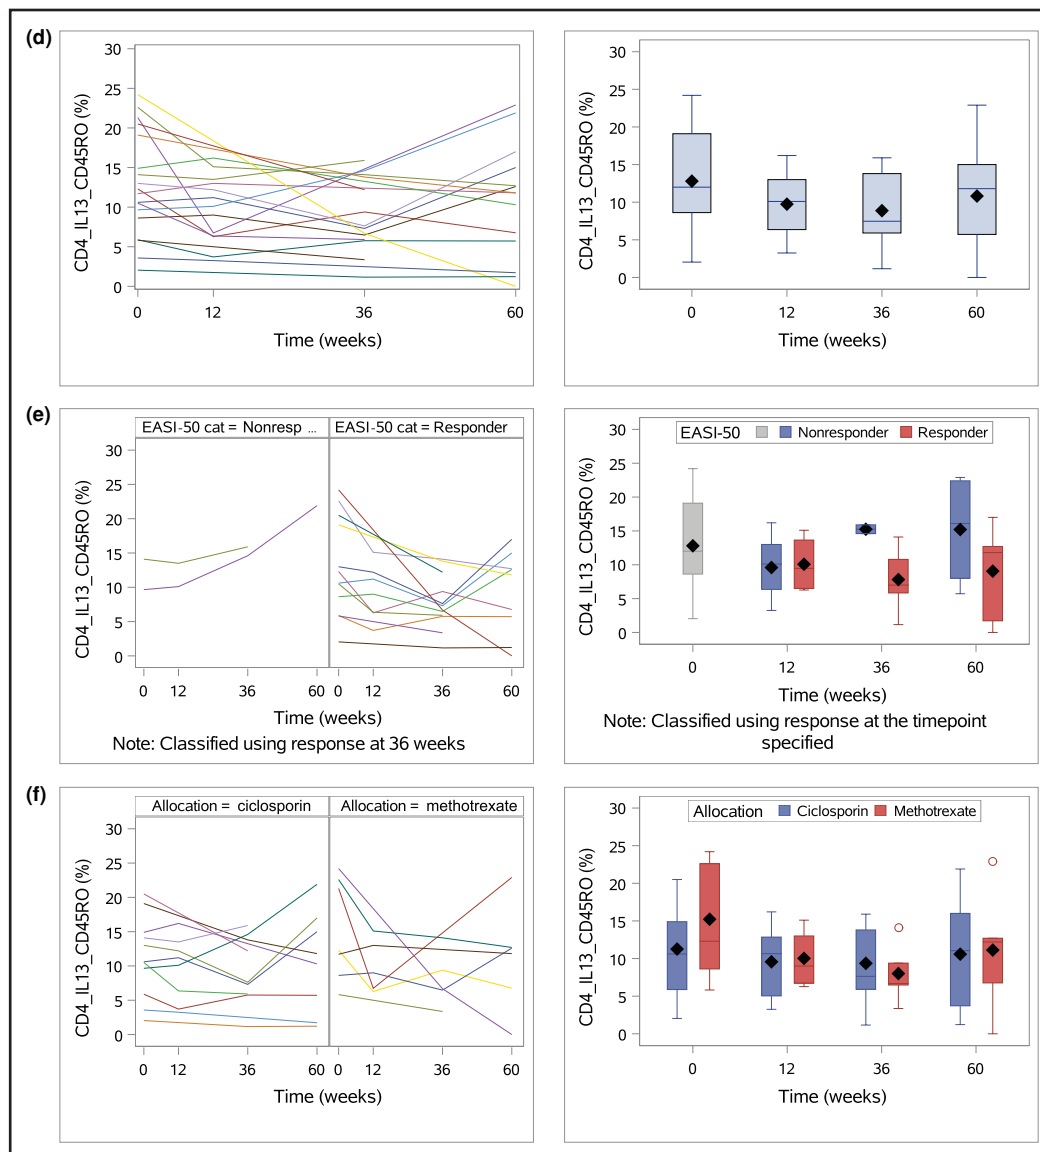 (d)
30
25
20
15
10
5
0
CD4_IL13_CD45RO (%)
0 12 36 60
Time (weeks)
30
25
20
15
10
5
0
CD4_IL13_CD45RO (%)
0 12 36 60
Time (weeks)
(e)
EASI-50 cat = Nonresp ... EASI-50 cat = Responder
30
25
20
15
10
5
0
CD4_IL13_CD45RO (%)
0 12 36 60 0 12 36 60
Time (weeks)
Note: Classified using response at 36 weeks
EASI-50 Nonresponder Responder
30
25
20
15
10
5
0
CD4_IL13_CD45RO (%)
0 12 36 60
Time (weeks)
Note: Classified using response at the timepoint
specified
(f)
Allocation = ciclosporin Allocation = methotrexate
30
25
20
15
10
5
0
CD4_IL13_CD45RO (%)
0 12 36 60 0 12 36 60
Time (weeks)
Allocation Ciclosporin Methotrexate
30
25
20
15
10
5
0
CD4_IL13_CD45RO (%)
0 12 36 60
Time (weeks)